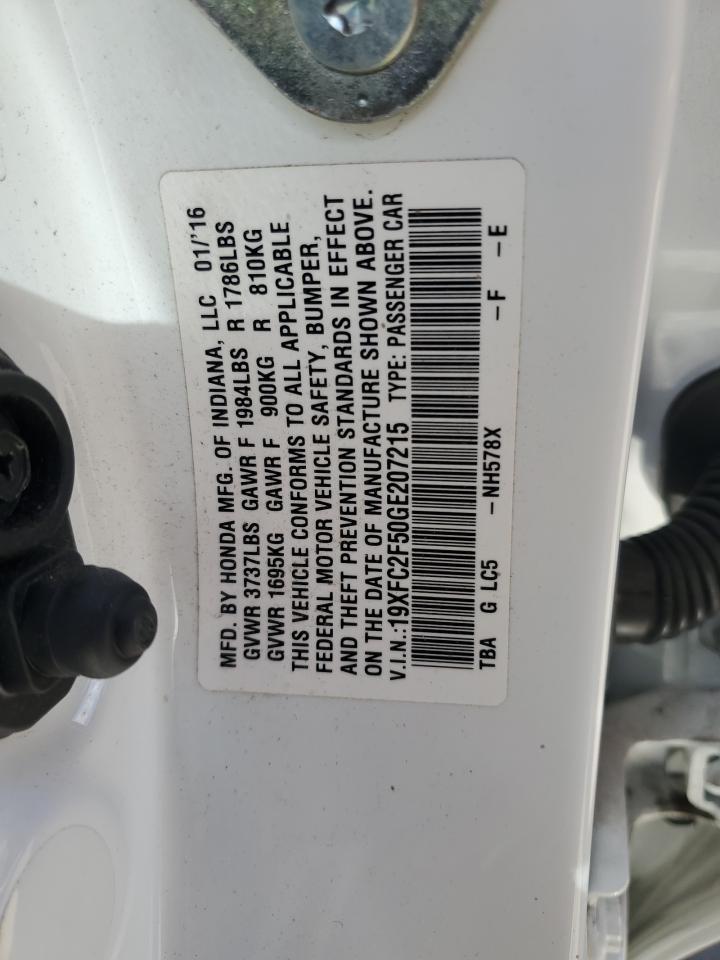 MFD. BY HONDA MFG. OF INDIANA, LLC 01/'16
GVWR 3737LBS GAWR F 1984LBS R 1786LBS
GVWR 1695KG GAWR F 900KG R 810KG
THIS VEHICLE CONFORMS TO ALL APPLICABLE
FEDERAL MOTOR VEHICLE SAFETY, BUMPER,
AND THEFT PREVENTION STANDARDS IN EFFECT
ON THE DATE OF MANUFACTURE SHOWN ABOVE.
V.I.N.:19XFC2F50GE207215 TYPE: PASSENGER CAR
TBA G LC5 -NH578X -F -E